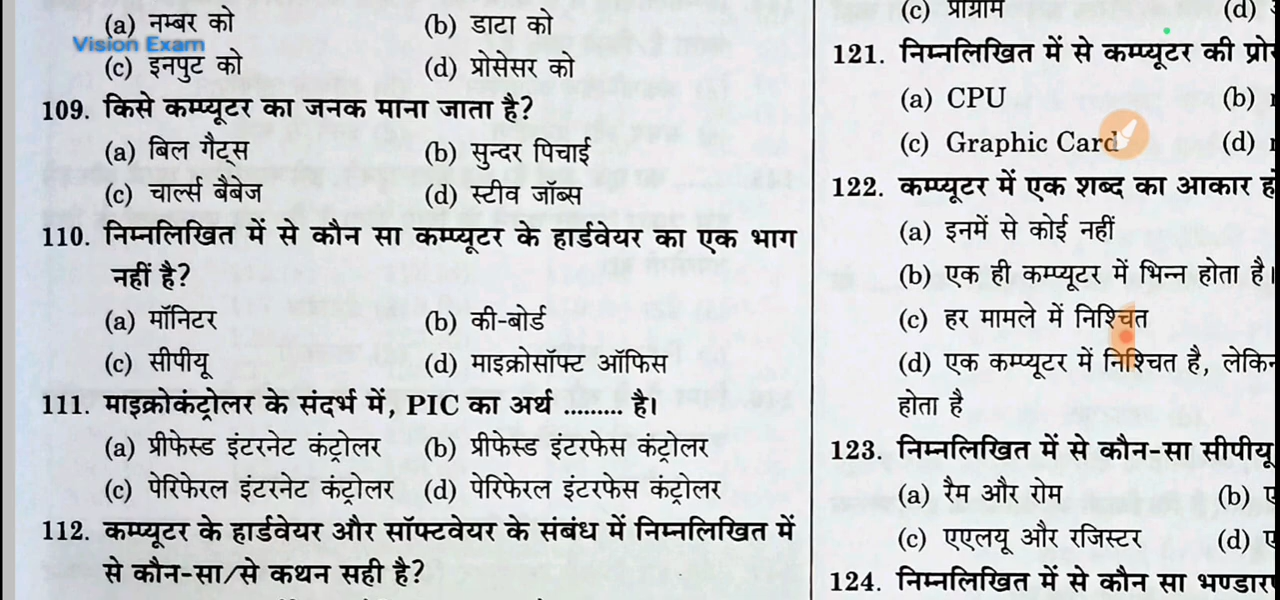 (a) नम्बर को (b) डाटा को
Vision Exam
(c) इनपुट को (d) प्रोसेसर को
109. किसे कम्प्यूटर का जनक माना जाता है?
(a) बिल गैट्स (b) सुन्दर पिचाई
(c) चार्ल्स बैबेज (d) स्टीव जॉब्स
110. निम्नलिखित में से कौन सा कम्प्यूटर के हार्डवेयर का एक भाग
नहीं है?
(a) मॉनिटर (b) की-बोर्ड
(c) सीपीयू (d) माइक्रोसॉफ्ट ऑफिस
111. माइक्रोकंट्रोलर के संदर्भ में, PIC का अर्थ ......... है।
(a) प्रीफेस्ड इंटरनेट कंट्रोलर (b) प्रीफेस्ड इंटरफेस कंट्रोलर
(c) पेरिफेरल इंटरनेट कंट्रोलर (d) पेरिफेरल इंटरफेस कंट्रोलर
112. कम्प्यूटर के हार्डवेयर और सॉफ्टवेयर के संबंध में निम्नलिखित में
से कौन-सा/से कथन सही है?
(c) प्रोग्राम (d)
121. निम्नलिखित में से कम्प्यूटर की
(a) CPU (b)
(c) Graphic Card (d)
122. कम्प्यूटर में एक शब्द का आकार
(a) इनमें से कोई नहीं
(b) एक ही कम्प्यूटर में भिन्न होता है।
(c) हर मामले में निश्चित
(d) एक कम्प्यूटर में निश्चित है, लेकिन
होता है
123. निम्नलिखित में से कौन-सा सीपीयू
(a) रैम और रोम (b)
(c) एएलयू और रजिस्टर (d)
124. निम्नलिखित में से कौन सा